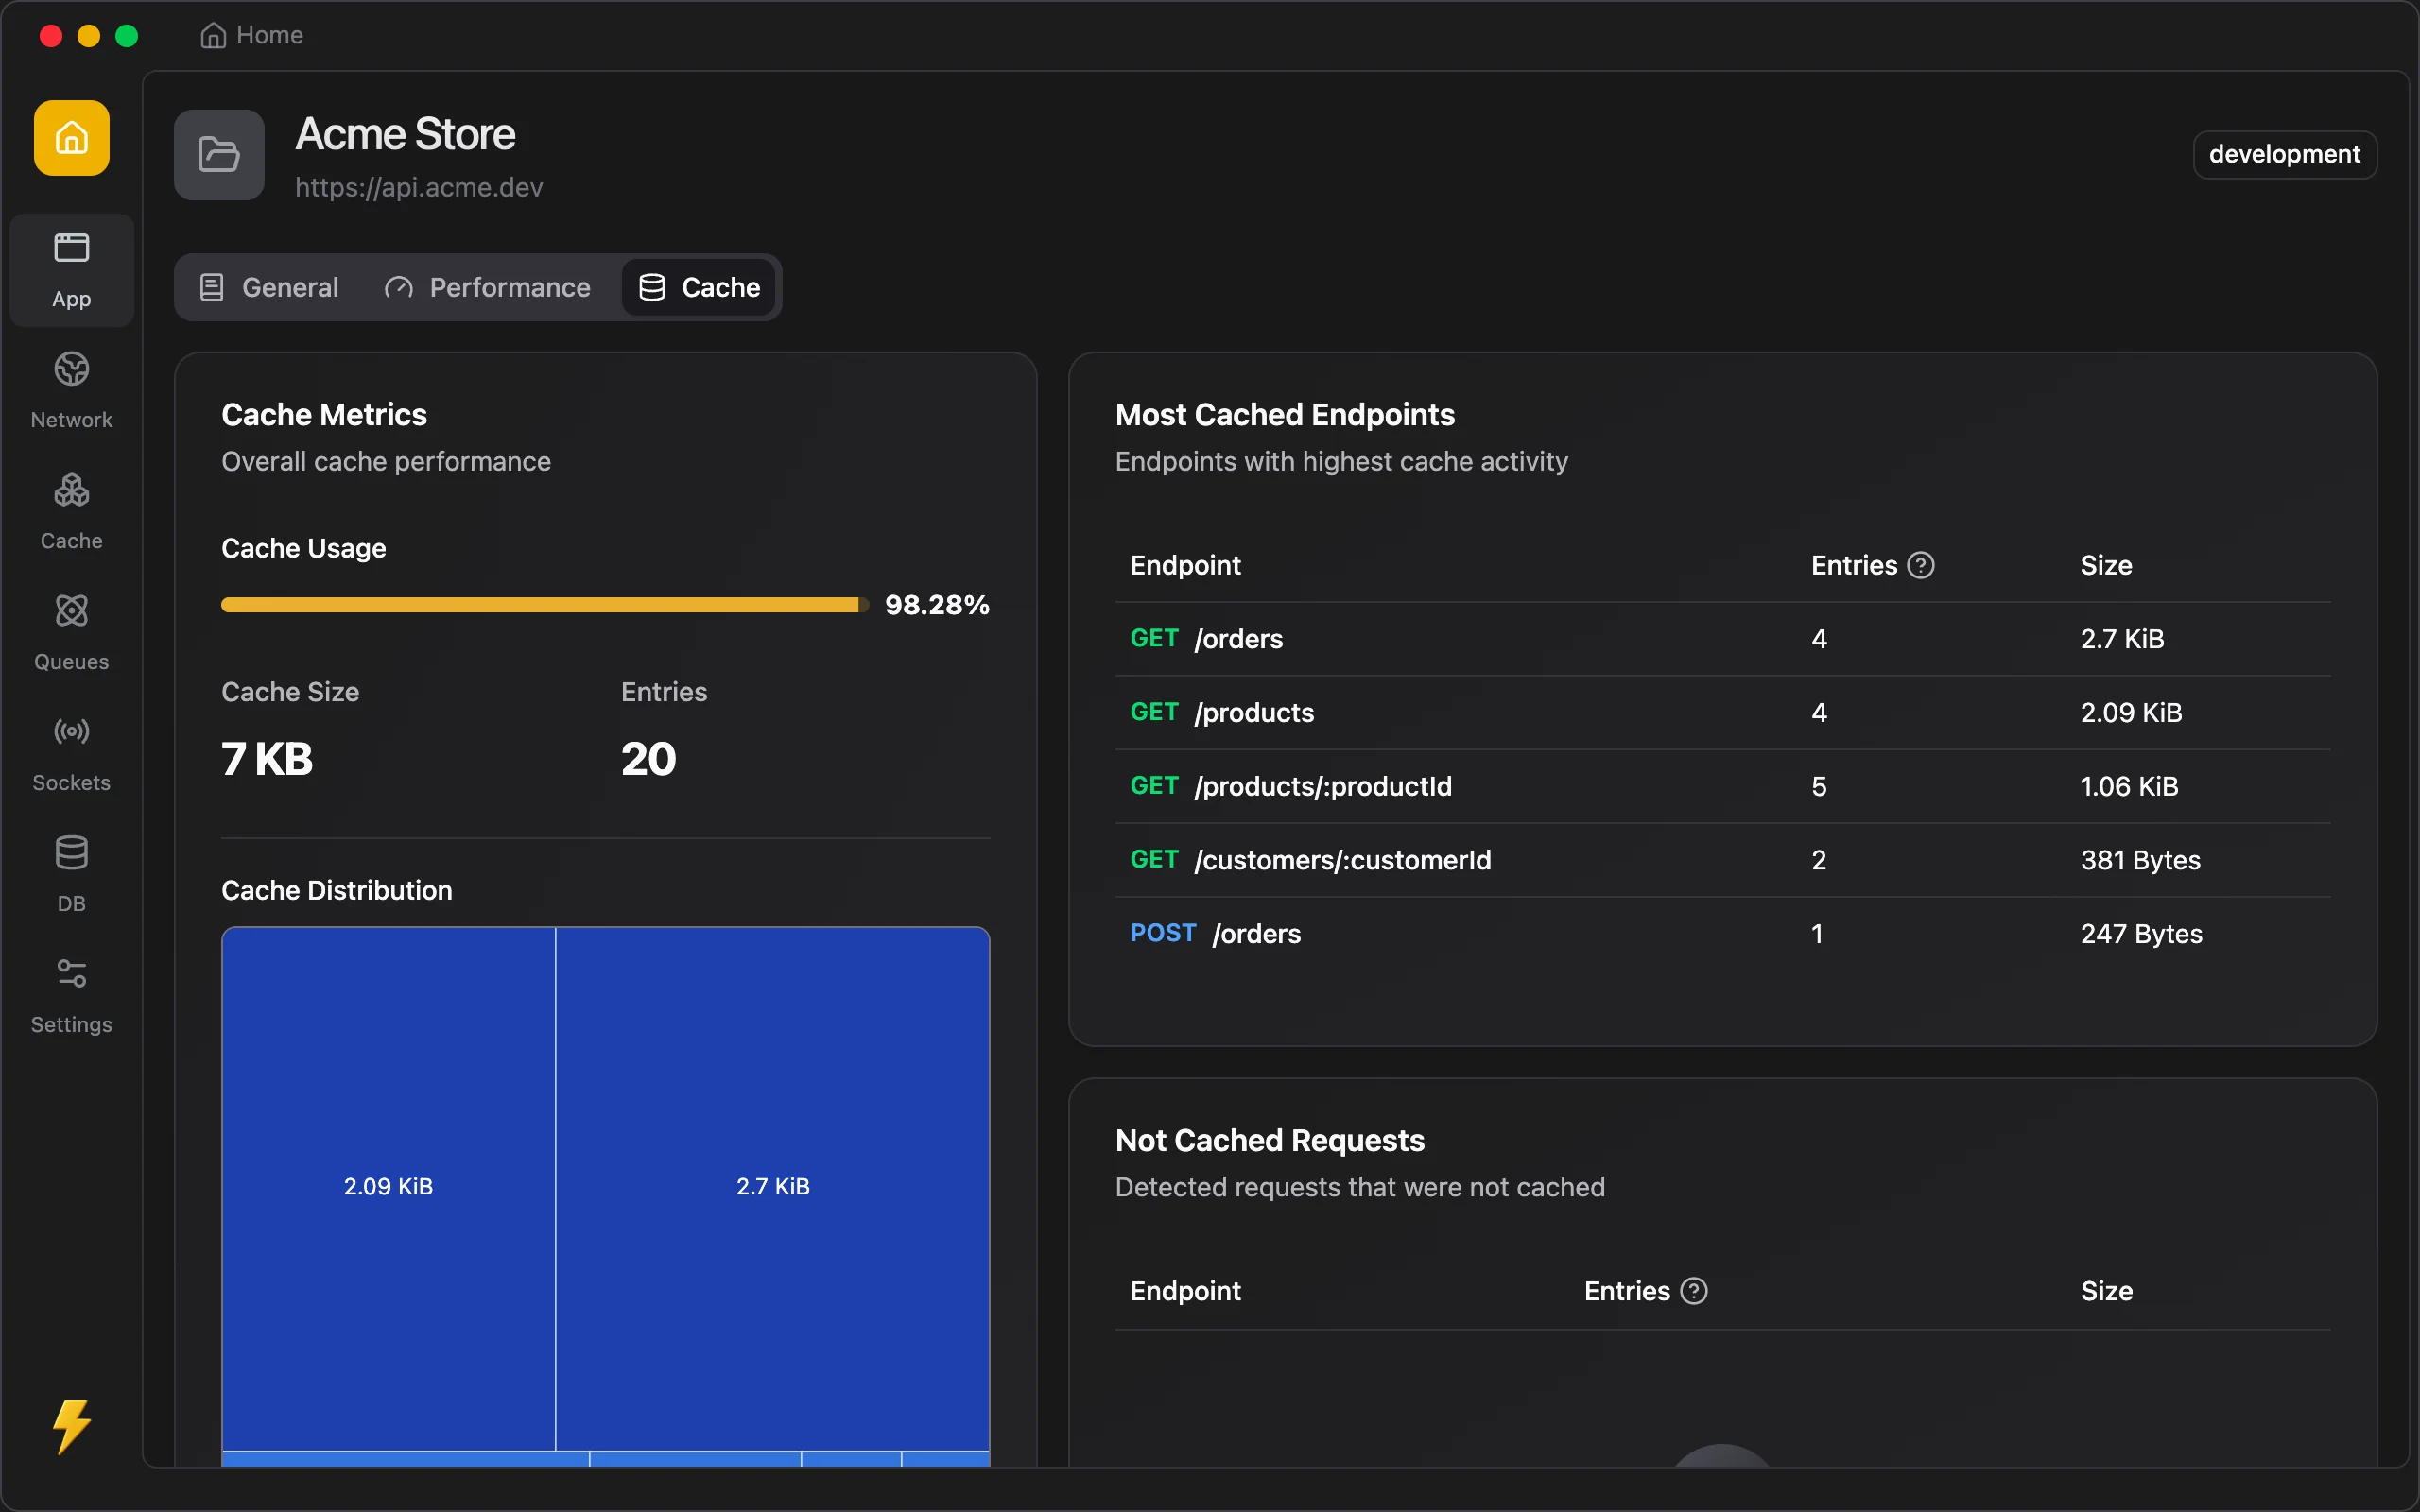 Home
Acme Store
https://api.acme.dev
development
App
Network
Cache
Queues
Sockets
DB
Settings
General
Performance
Cache
Cache Metrics
Overall cache performance
Cache Usage
98.28%
Cache Size
Entries
7 KB
20
Cache Distribution
2.09 KiB
2.7 KiB
Most Cached Endpoints
Endpoints with highest cache activity
Endpoint Entries Size
GET /orders 4 2.7 KiB
GET /products 4 2.09 KiB
GET /products/:productId 5 1.06 KiB
GET /customers/:customerId 2 381 Bytes
POST /orders 1 247 Bytes
Not Cached Requests
Detected requests that were not cached
Endpoint Entries Size